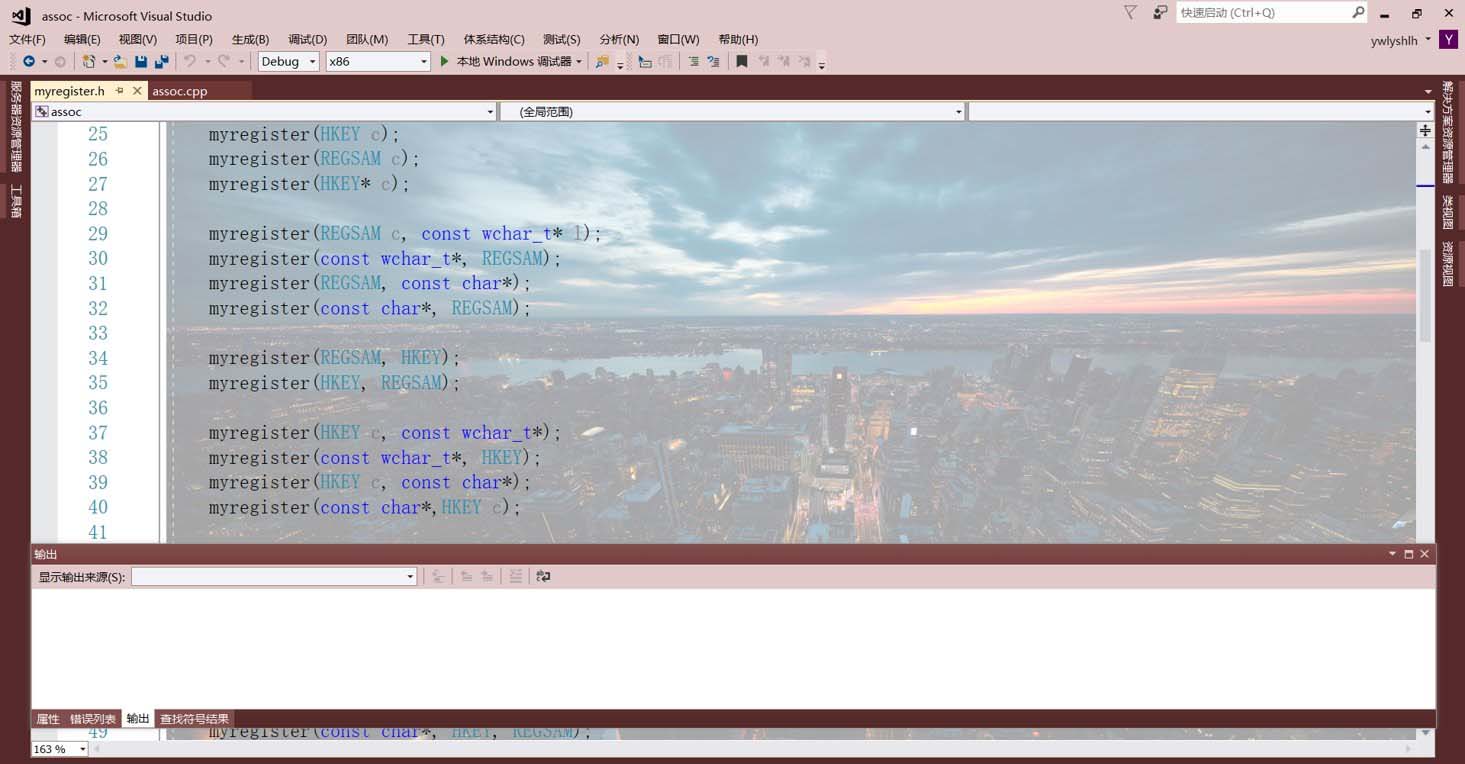 assoc - Microsoft Visual Studio
快速启动 (Ctrl+Q)
文件(F) 编辑(E) 视图(V) 项目(P) 生成(B) 调试(D) 团队(M) 工具(T) 体系结构(C) 测试(S) 分析(N) 窗口(W) 帮助(H)
ywlyshlh Y
Debug x86 本地 Windows 调试器
服务器资源管理器
工具箱
myregister.h assoc.cpp
assoc (全局范围)
25 myregister(HKEY c);
26 myregister(REGSAM c);
27 myregister(HKEY* c);
28
29 myregister(REGSAM c, const wchar_t* l);
30 myregister(const wchar_t*, REGSAM);
31 myregister(REGSAM, const char*);
32 myregister(const char*, REGSAM);
33
34 myregister(REGSAM, HKEY);
35 myregister(HKEY, REGSAM);
36
37 myregister(HKEY c, const wchar_t*);
38 myregister(const wchar_t*, HKEY);
39 myregister(HKEY c, const char*);
40 myregister(const char*,HKEY c);
41
解决方案资源管理器
类视图
资源视图
输出
显示输出来源(S):
属性 错误列表 输出 查找符号结果
49 myregister(const char*, HKEY, REGSAM);
163 %